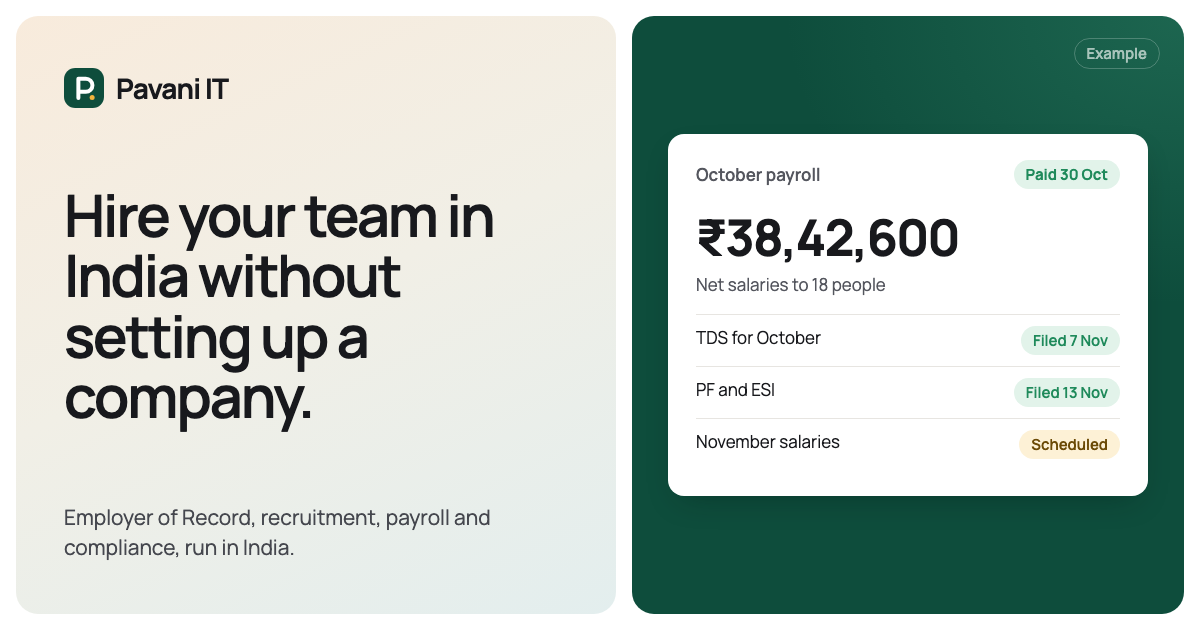 Pavani IT
Hire your team in
India without
setting up a
company.
Employer of Record, recruitment, payroll and
compliance, run in India.
Example
October payroll
Paid 30 Oct
₹38,42,600
Net salaries to 18 people
TDS for October
Filed 7 Nov
PF and ESI
Filed 13 Nov
November salaries
Scheduled